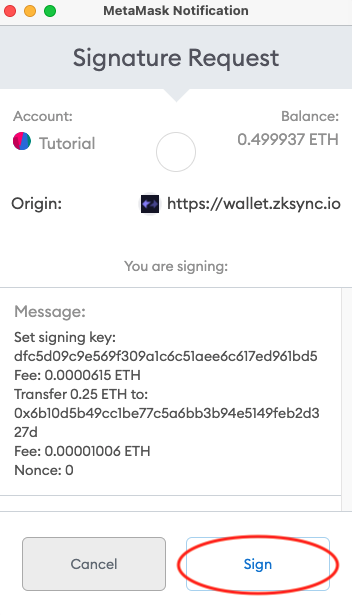 MetaMask Notification
Signature Request
Account:
Balance:
Tutorial
0.499937 ETH
Origin:
https://wallet.zksync.io
You are signing:
Message:
Set signing key:
dfc5d09c9e569f309a1c6c51aee6c617ed961bd5
Fee: 0.0000615 ETH
Transfer 0.25 ETH to:
0x6b10d5b49cc1be77c5a6bb3b94e5149feb2d3
27d
Fee: 0.00001006 ETH
Nonce: 0
Cancel
Sign